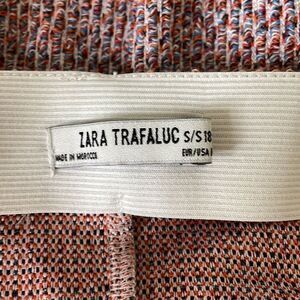 ZARA TRAFALUC S/S 18
MADE IN MOROCCO EUR/USA